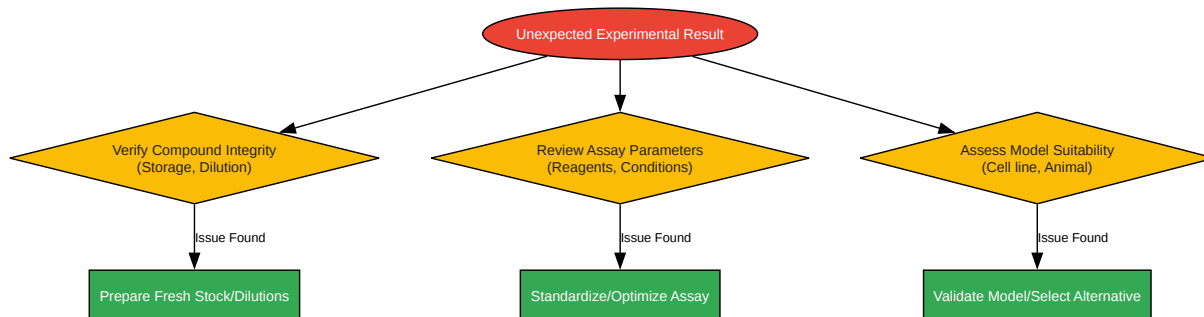 Unexpected Experimental Result
Verify Compound Integrity
(Storage, Dilution)
Review Assay Parameters
(Reagents, Conditions)
Assess Model Suitability
(Cell line, Animal)
Issue Found
Issue Found
Issue Found
Prepare Fresh Stock/Dilutions
Standardize/Optimize Assay
Validate Model/Select Alternative